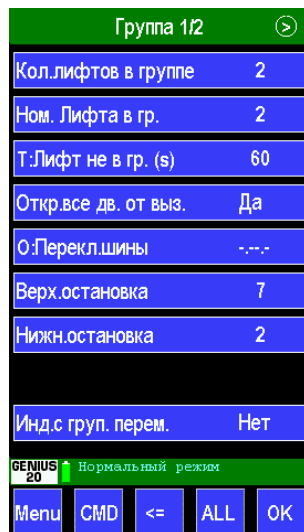 Группа 1/2 >
Кол.лифтов в группе 2
Ном. Лифта в гр. 2
Т:Лифт не в гр. (s) 60
Откр.все дв. от выз. Да
О:Перекл.шины -.--.-
Верх.остановка 7
Нижн.остановка 2
Инд.с груп. перем. Нет
GENIUS 20 Нормальный режим
Menu CMD <= ALL OK